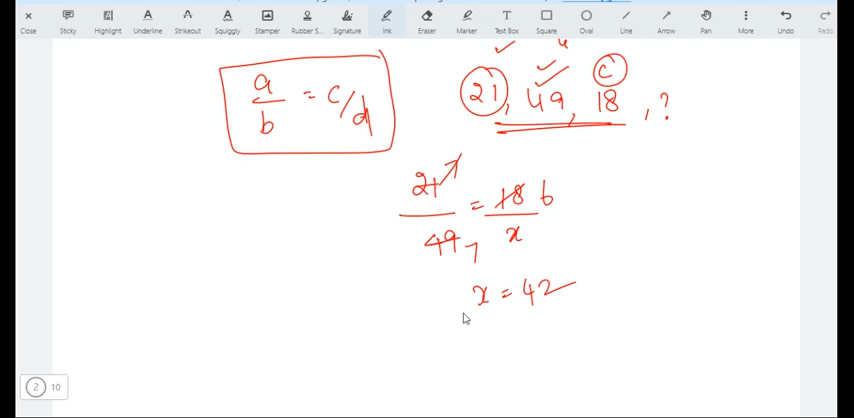 Close Sticky Highlight Underline Strikeout Squiggly Stamper Rubber S... Signature Ink Eraser Marker Text Box Square Oval Line Arrow Pan More Undo Redo
a/b = c/d
21, 49, 18, ?
c
21/49 7 = 18/x 6
x = 42
2 10